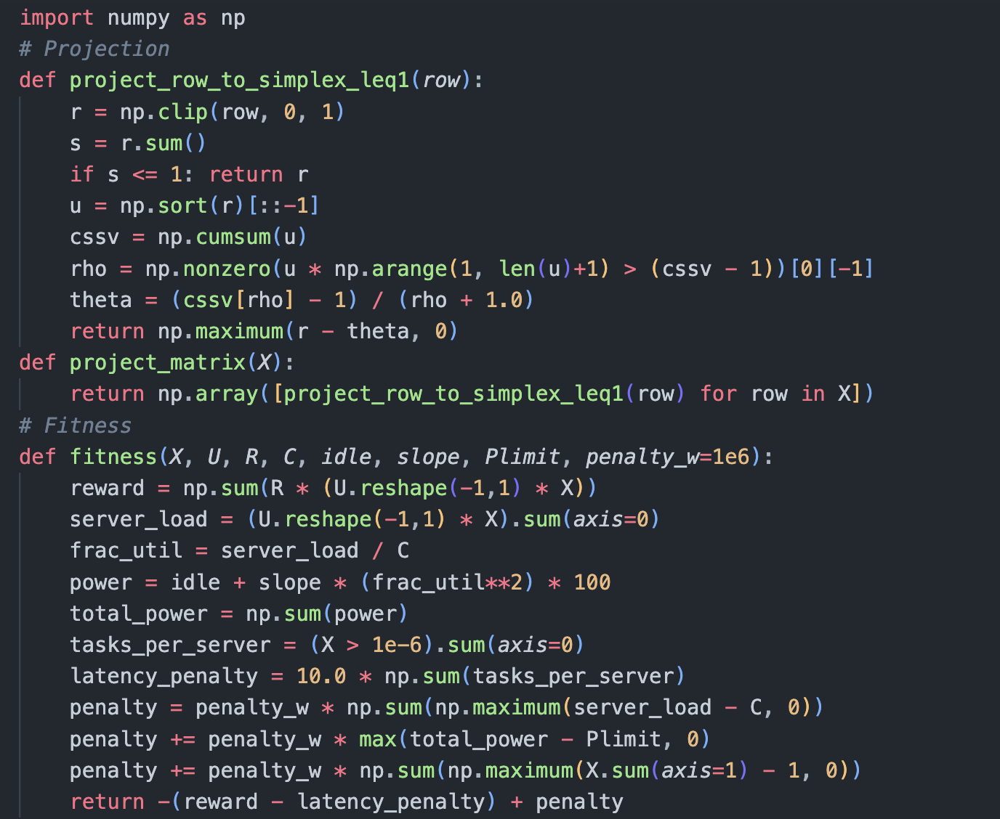 import numpy as np
# Projection
def project_row_to_simplex_leq1(row):
    r = np.clip(row, 0, 1)
    s = r.sum()
    if s <= 1: return r
    u = np.sort(r)[::-1]
    cssv = np.cumsum(u)
    rho = np.nonzero(u * np.arange(1, len(u)+1) > (cssv - 1))[0][-1]
    theta = (cssv[rho] - 1) / (rho + 1.0)
    return np.maximum(r - theta, 0)
def project_matrix(X):
    return np.array([project_row_to_simplex_leq1(row) for row in X])
# Fitness
def fitness(X, U, R, C, idle, slope, Plimit, penalty_w=1e6):
    reward = np.sum(R * (U.reshape(-1,1) * X))
    server_load = (U.reshape(-1,1) * X).sum(axis=0)
    frac_util = server_load / C
    power = idle + slope * (frac_util**2) * 100
    total_power = np.sum(power)
    tasks_per_server = (X > 1e-6).sum(axis=0)
    latency_penalty = 10.0 * np.sum(tasks_per_server)
    penalty = penalty_w * np.sum(np.maximum(server_load - C, 0))
    penalty += penalty_w * max(total_power - Plimit, 0)
    penalty += penalty_w * np.sum(np.maximum(X.sum(axis=1) - 1, 0))
    return -(reward - latency_penalty) + penalty